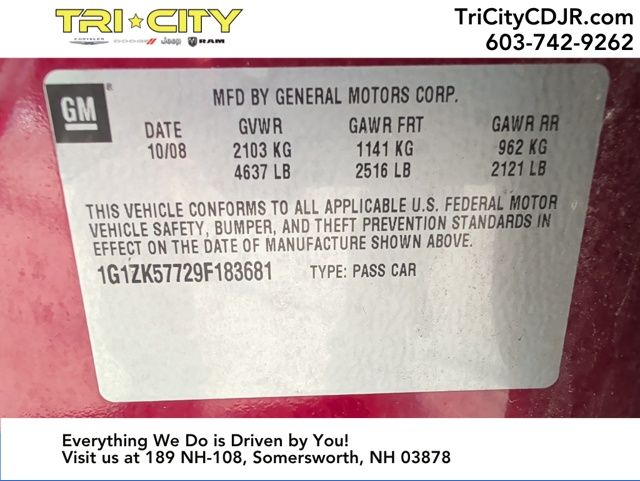 TRI★CITY
CHRYSLER DODGE Jeep RAM
TriCityCDJR.com
603-742-9262
GM®
MFD BY GENERAL MOTORS CORP.
DATE GVWR GAWR FRT GAWR RR
10/08 2103 KG 1141 KG 962 KG
4637 LB 2516 LB 2121 LB
THIS VEHICLE CONFORMS TO ALL APPLICABLE U.S. FEDERAL MOTOR
VEHICLE SAFETY, BUMPER, AND THEFT PREVENTION STANDARDS IN
EFFECT ON THE DATE OF MANUFACTURE SHOWN ABOVE.
1G1ZK57729F183681 TYPE: PASS CAR
Everything We Do is Driven by You!
Visit us at 189 NH-108, Somersworth, NH 03878